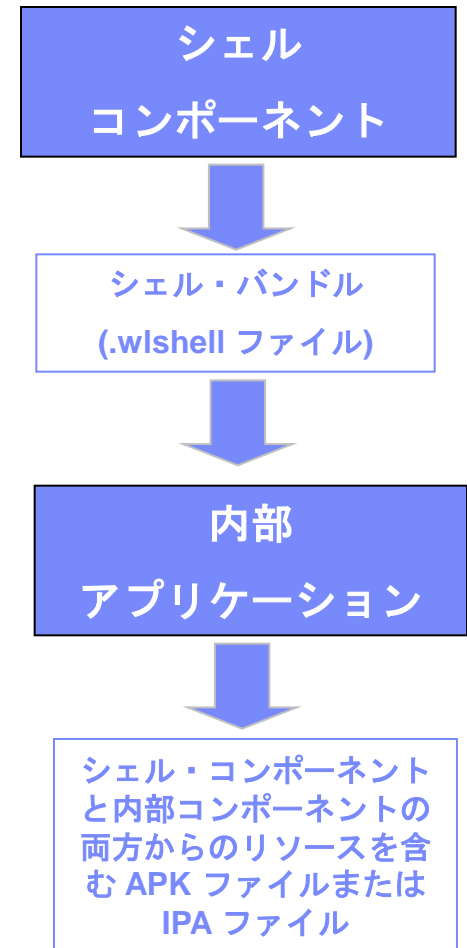 シェル
コンポーネント
シェル・バンドル
(.wlshell ファイル)
内部
アプリケーション
シェル・コンポーネント
と内部コンポーネントの
両方からのリソースを含
む APK ファイルまたは
IPA ファイル